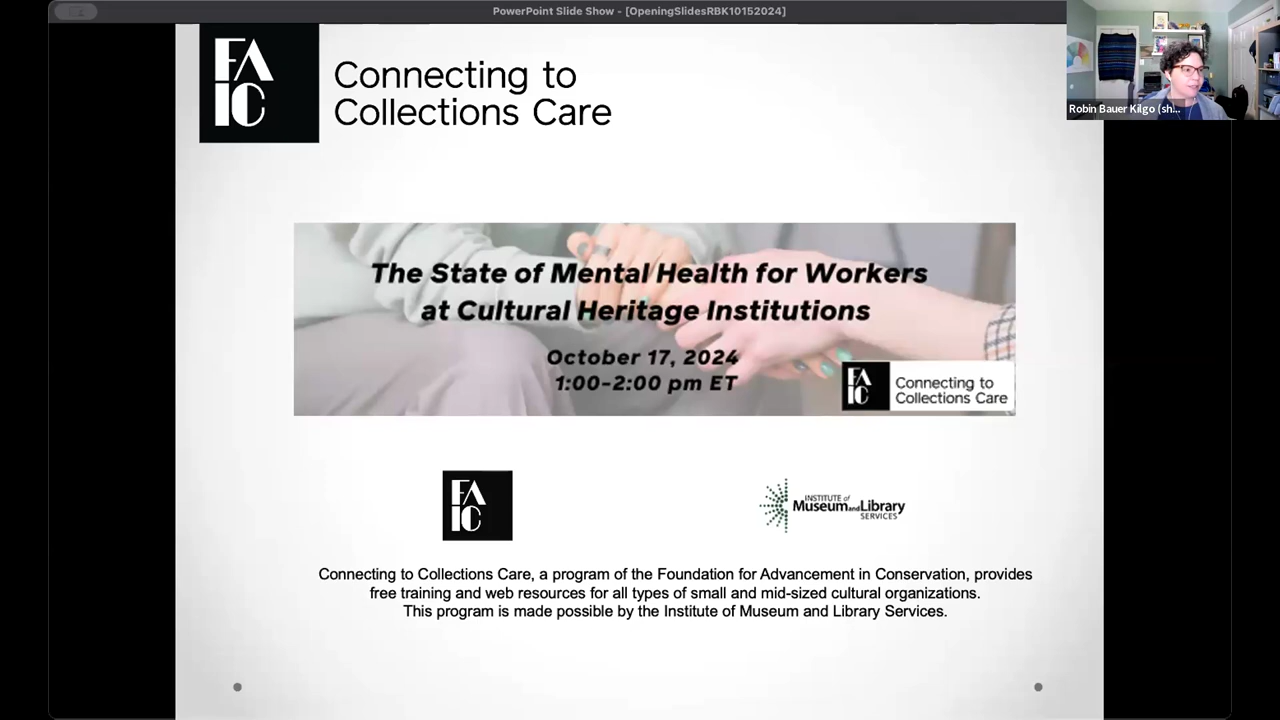 PowerPoint Slide Show - [OpeningSlidesRBK10152024]
FA
IC
Connecting to
Collections Care
Robin Bauer Kilgo (sh...
The State of Mental Health for Workers
at Cultural Heritage Institutions
October 17, 2024
1:00-2:00 pm ET
FA
IC
Connecting to
Collections Care
FA
IC
INSTITUTE of
Museum and Library
SERVICES
Connecting to Collections Care, a program of the Foundation for Advancement in Conservation, provides
free training and web resources for all types of small and mid-sized cultural organizations.
This program is made possible by the Institute of Museum and Library Services.